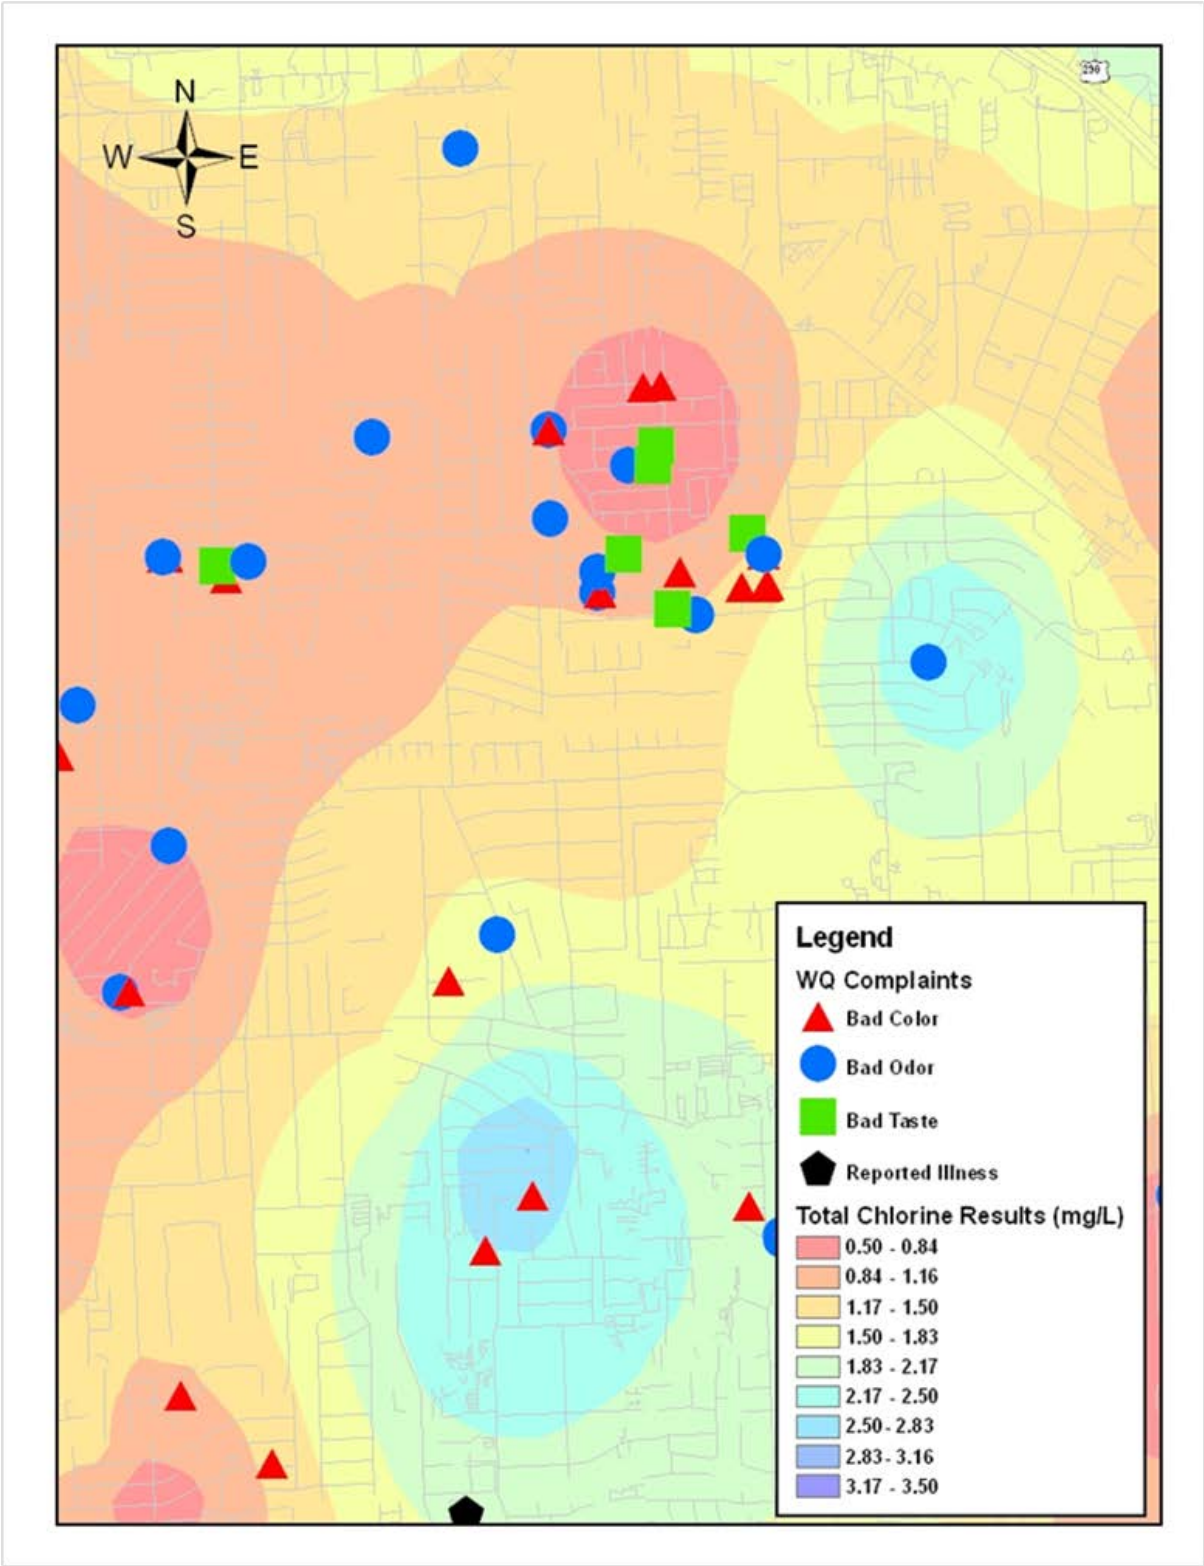 290
N
W E
S
Legend
WQ Complaints
Bad Color
Bad Odor
Bad Taste
Reported Illness
Total Chlorine Results (mg/L)
0.50 - 0.84
0.84 - 1.16
1.17 - 1.50
1.50 - 1.83
1.83 - 2.17
2.17 - 2.50
2.50 - 2.83
2.83 - 3.16
3.17 - 3.50